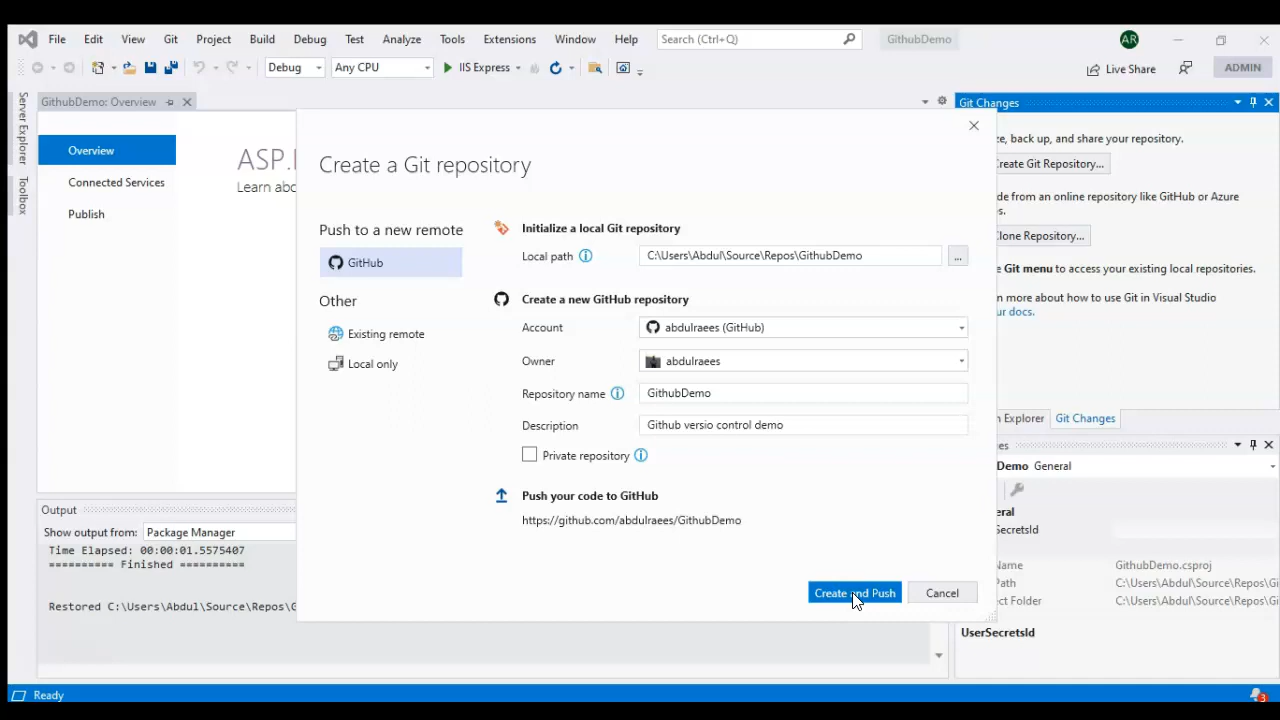 File Edit View Git Project Build Debug Test Analyze Tools Extensions Window Help Search (Ctrl+Q) GithubDemo AR
Debug Any CPU IIS Express Live Share ADMIN
Server Explorer
Toolbox
GithubDemo: Overview
Overview
Connected Services
Publish
ASP.
Learn abo
Create a Git repository
Push to a new remote
GitHub
Other
Existing remote
Local only
Initialize a local Git repository
Local path C:\Users\Abdul\Source\Repos\GithubDemo ...
Create a new GitHub repository
Account abdulraees (GitHub)
Owner abdulraees
Repository name GithubDemo
Description Github versio control demo
Private repository
Push your code to GitHub
https://github.com/abdulraees/GithubDemo
Create and Push Cancel
Git Changes
ze, back up, and share your repository.
Create Git Repository...
de from an online repository like GitHub or Azure
s.
Clone Repository...
e Git menu to access your existing local repositories.
n more about how to use Git in Visual Studio
ur docs.
n Explorer Git Changes
es
Demo General
eral
SecretsId
Name GithubDemo.csproj
Path C:\Users\Abdul\Source\Repos\Gi
ect Folder C:\Users\Abdul\Source\Repos\Gi
UserSecretsId
Output
Show output from: Package Manager
Time Elapsed: 00:00:01.5575407
========== Finished ==========
Restored C:\Users\Abdul\Source\Repos\G
Ready 3